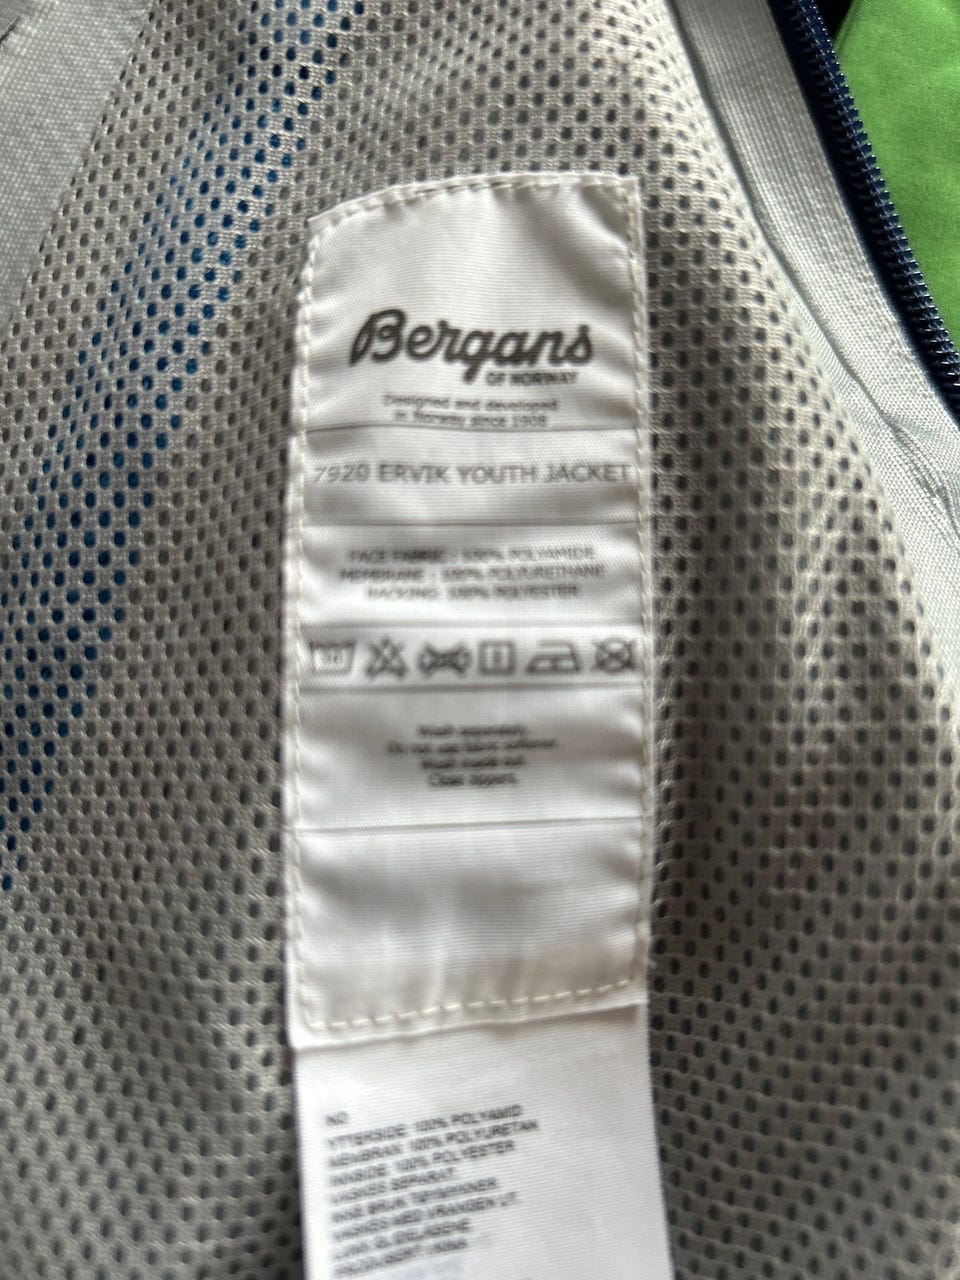 Bergans
OF NORWAY
Designed and developed
in Norway since 1908
7920 ERVIK YOUTH JACKET
FACE FABRIC : 100% POLYAMIDE
MEMBRANE : 100% POLYURETHANE
BACKING: 100% POLYESTER
Wash separately.
Do not use fabric softener.
Wash inside out.
Close zippers.
NO
YTTERSIDE: 100% POLYAMID
MEMBRAN: 100% POLYURETAN
INNSIDE: 100% POLYESTER
VASKES SEPARAT.
IKKE BRUK TØYMYKNER.
VASKES MED VRANGEN UT.
LUKK GLIDELÅSENE